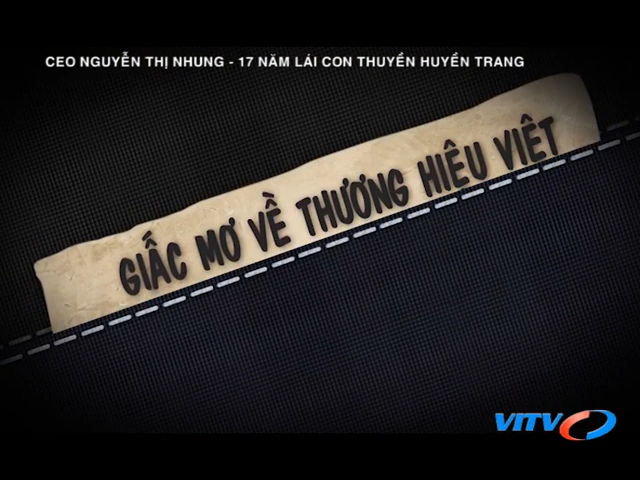 CEO NGUYỄN THỊ NHUNG - 17 NĂM LÁI CON THUYỀN HUYỀN TRANG
GIẤC MƠ VỀ THƯƠNG HIỆU VIỆT
VITV